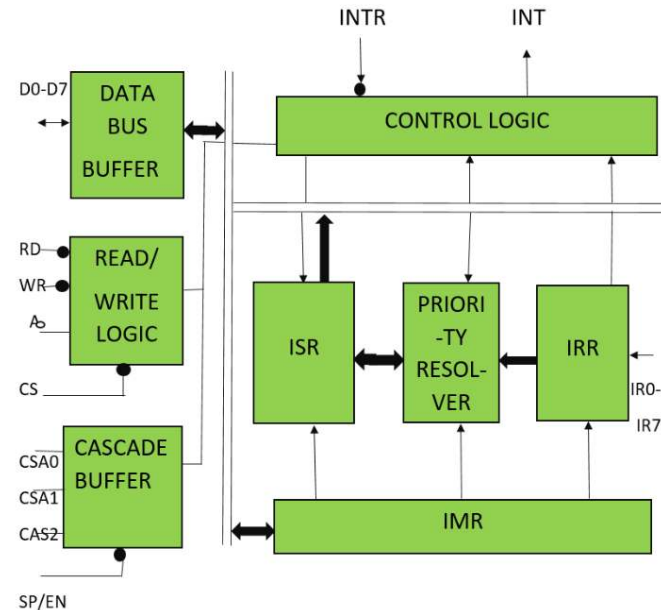 INTR
INT
D0-D7
DATA
BUS
BUFFER
CONTROL LOGIC
RD
WR
A0
CS
READ/
WRITE
LOGIC
ISR
PRIORI
-TY
RESOL-
VER
IRR
IR0-
IR7
CSA0
CSA1
CAS2
CASCADE
BUFFER
SP/EN
IMR